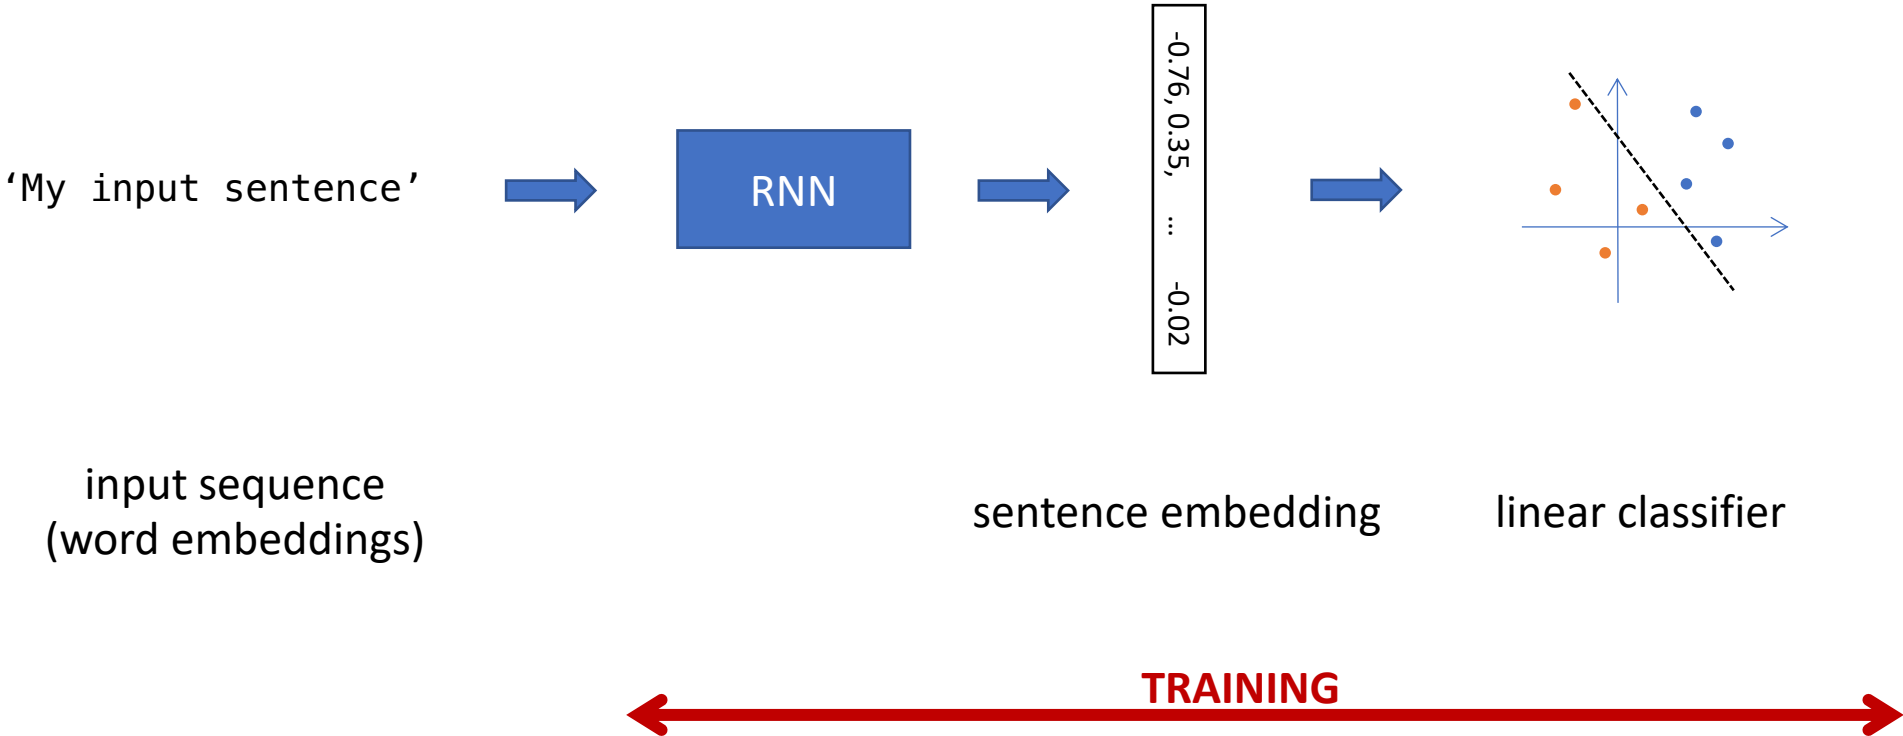 ‘My input sentence’
RNN
-0.76, 0.35, ... -0.02
input sequence
(word embeddings)
sentence embedding
linear classifier
TRAINING